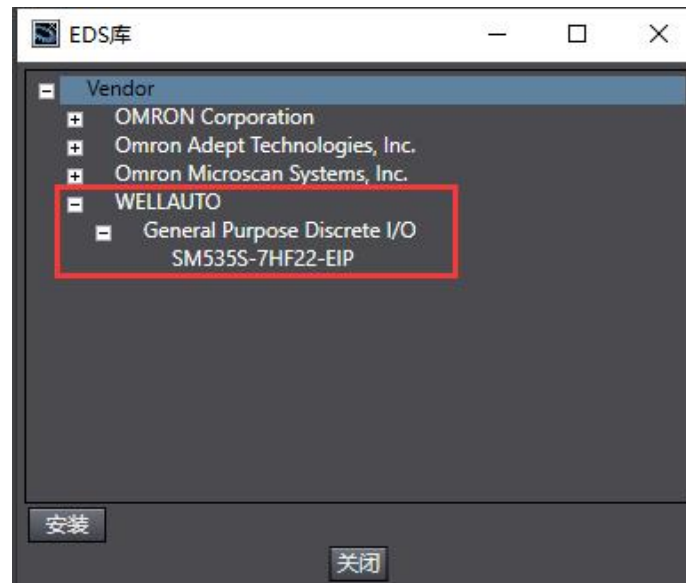 EDS库
Vendor
OMRON Corporation
Omron Adept Technologies, Inc.
Omron Microscan Systems, Inc.
WELLAUTO
General Purpose Discrete I/O
SM535S-7HF22-EIP
安装
关闭